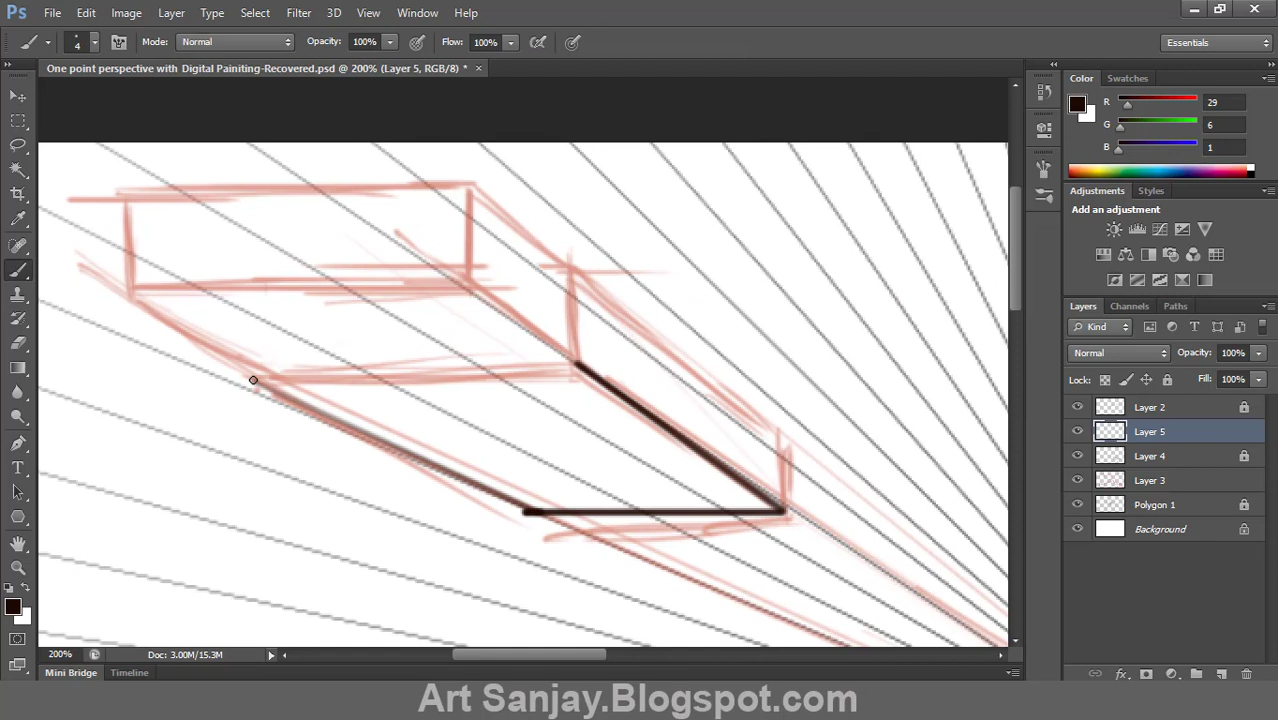 Ps File Edit Image Layer Type Select Filter 3D View Window Help
4 Mode: Normal Opacity: 100% Flow: 100% Essentials
One point perspective with Digital Painiting-Recovered.psd @ 200% (Layer 5, RGB/8) * ×
Color Swatches
R 29
G 6
B 1
Adjustments Styles
Add an adjustment
Layers Channels Paths
Kind
Normal Opacity: 100%
Lock: Fill: 100%
Layer 2
Layer 5
Layer 4
Layer 3
Polygon 1
Background
200% Doc: 3.00M/15.3M
Mini Bridge Timeline
Art Sanjay.Blogspot.com